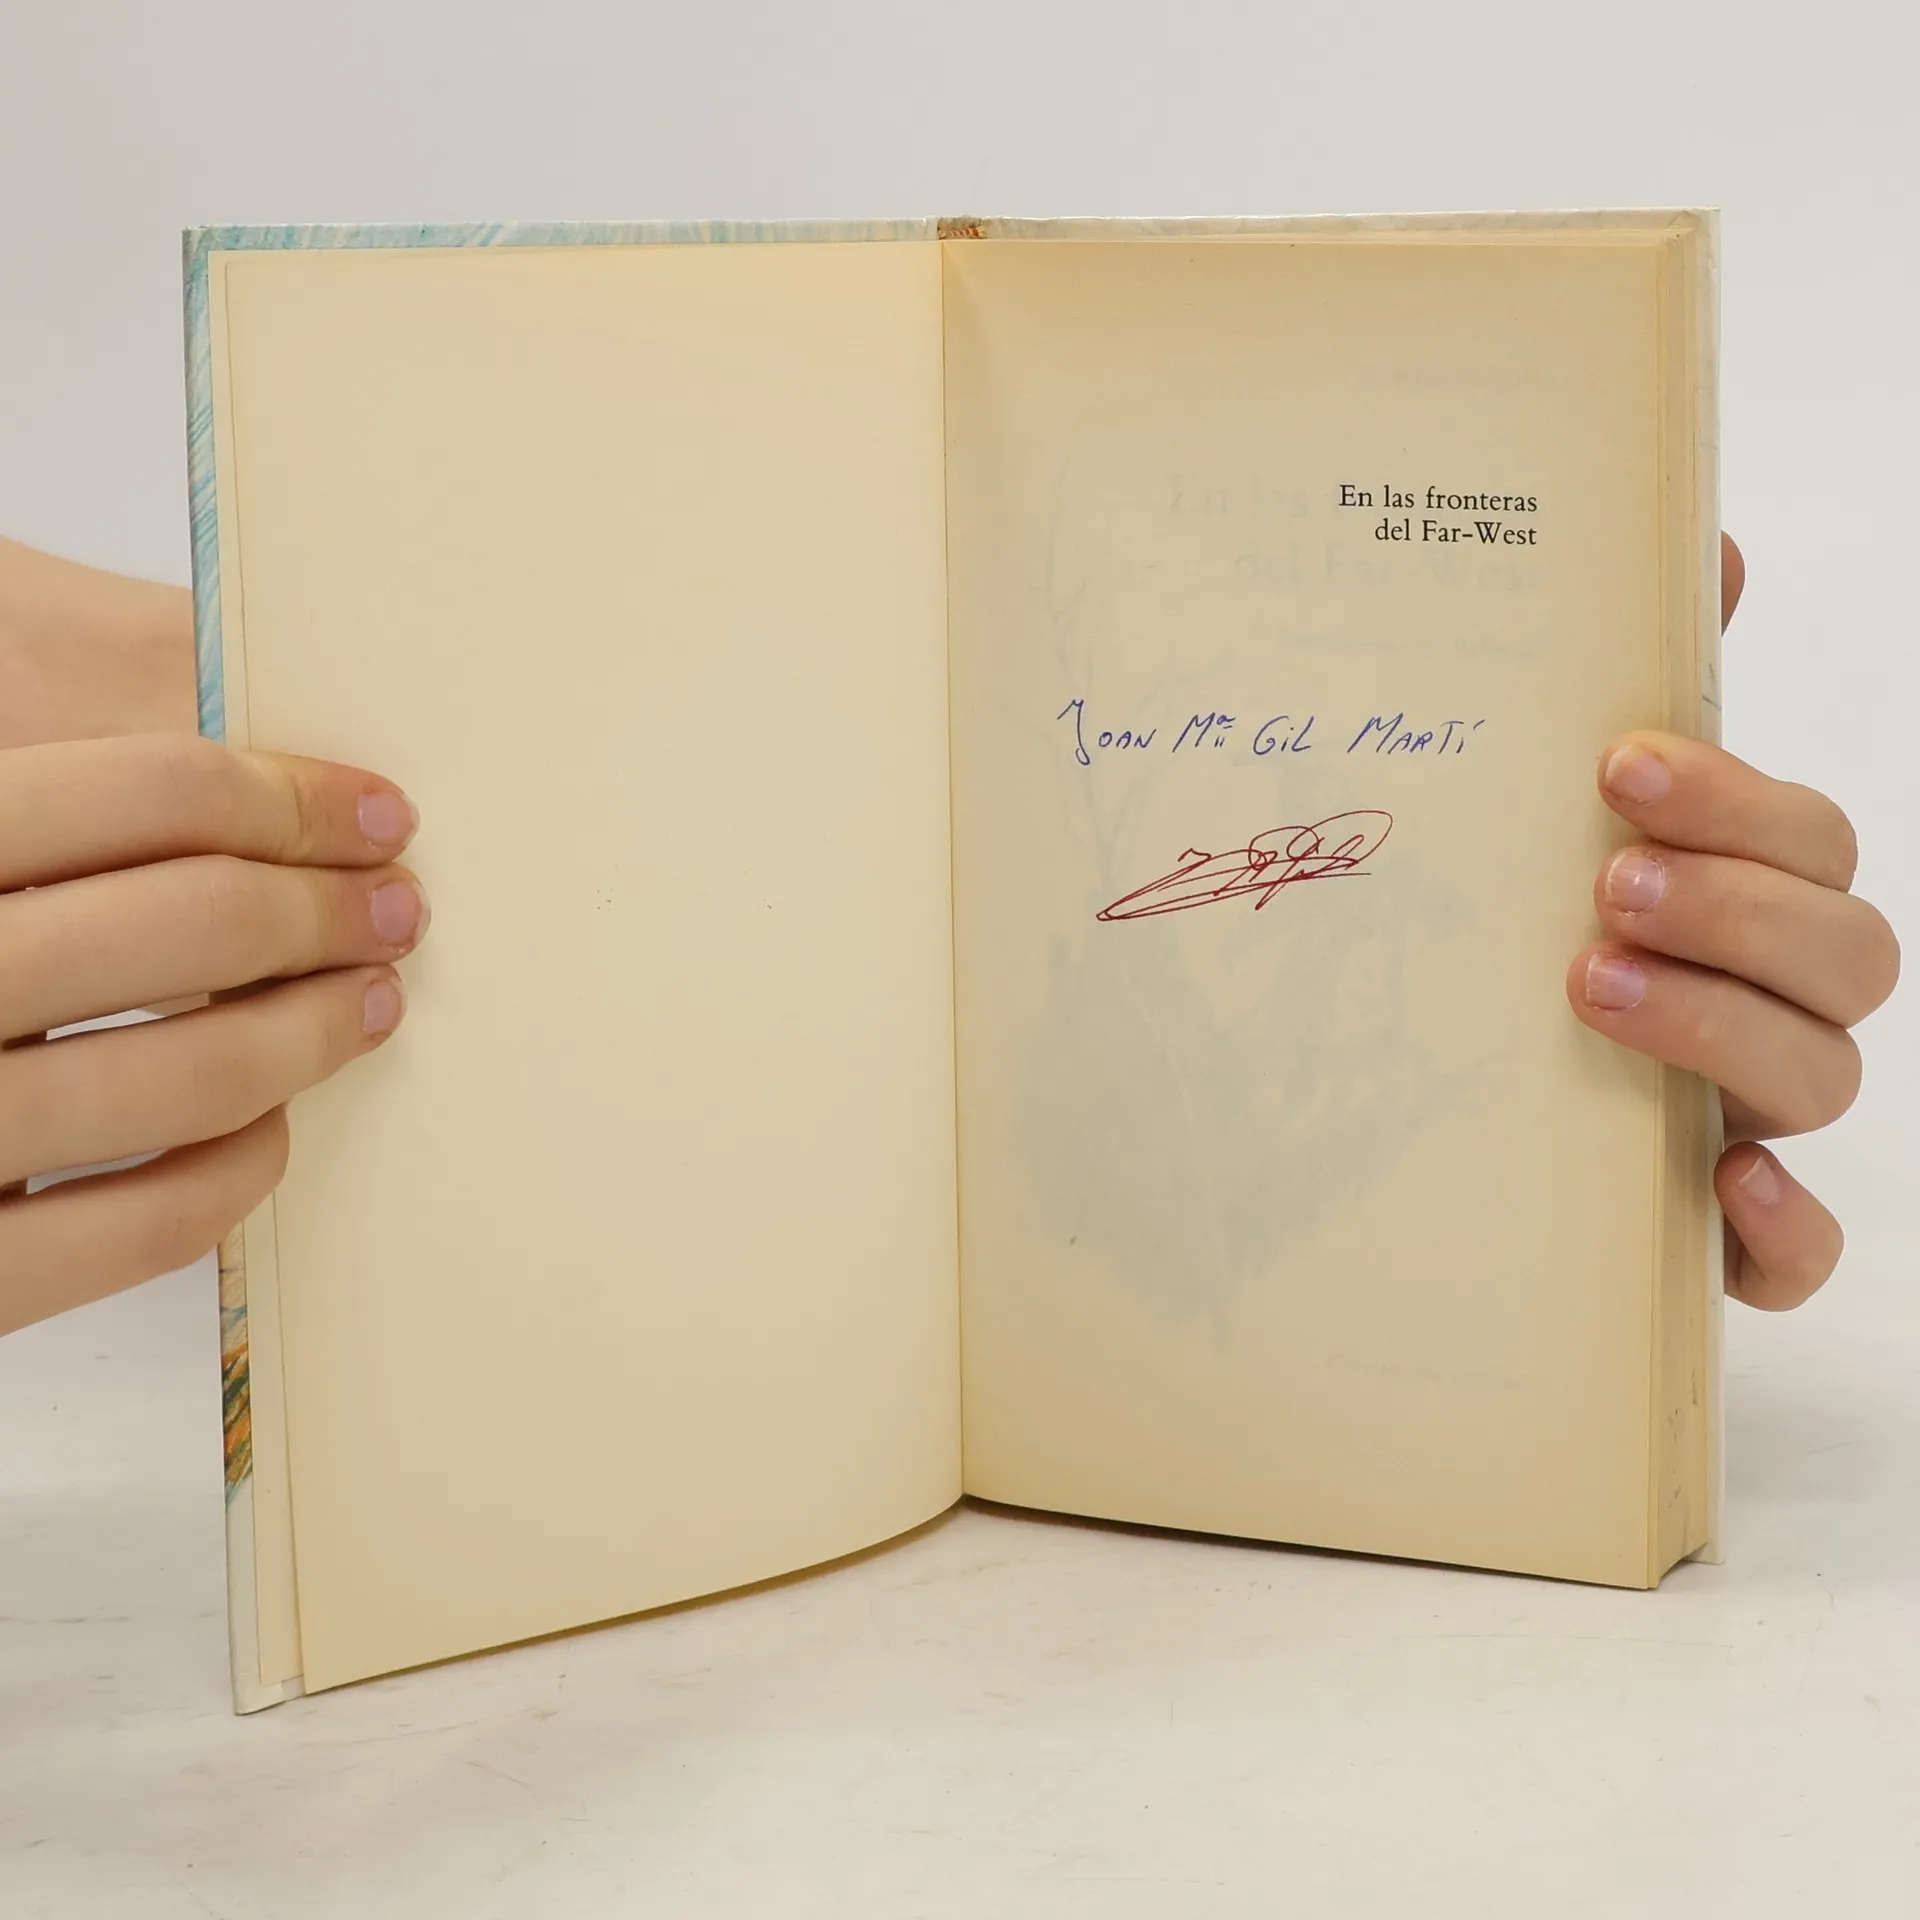 En las fronteras
del Far-West
Joan Mª Gil Martí